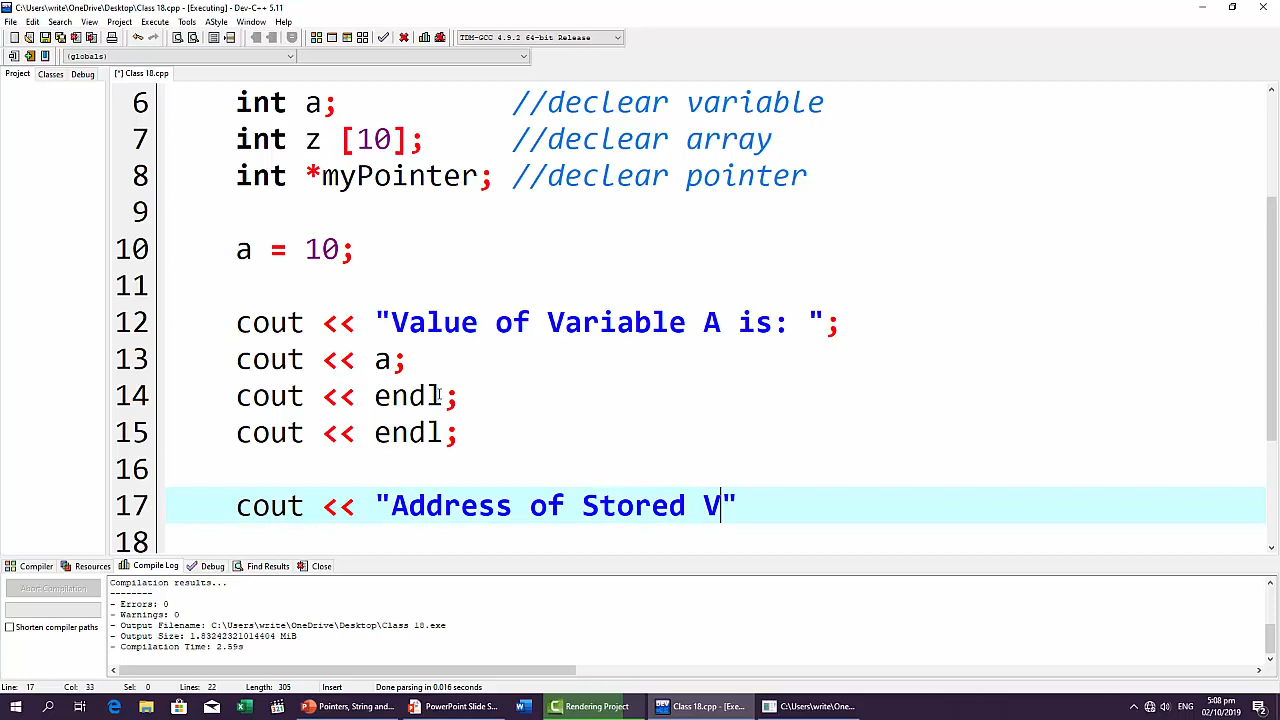 C:\Users\write\OneDrive\Desktop\Class 18.cpp - [Executing] - Dev-C++ 5.11
File Edit Search View Project Execute Tools AStyle Window Help
TDM-GCC 4.9.2 64-bit Release
(globals)
Project Classes Debug [*] Class 18.cpp
6 int a; //declear variable
7 int z [10]; //declear array
8 int *myPointer; //declear pointer
9
10 a = 10;
11
12 cout << "Value of Variable A is: ";
13 cout << a;
14 cout << endl;
15 cout << endl;
16
17 cout << "Address of Stored V"
18
Compiler Resources Compile Log Debug Find Results Close
Abort Compilation
Shorten compiler paths
Compilation results...
--------
- Errors: 0
- Warnings: 0
- Output Filename: C:\Users\write\OneDrive\Desktop\Class 18.exe
- Output Size: 1.83242321014404 MiB
- Compilation Time: 2.59s
Line: 17 Col: 33 Sel: 0 Lines: 22 Length: 305 Insert Done parsing in 0.016 seconds
Pointers, String and... PowerPoint Slide S... Rendering Project Class 18.cpp - [Exe... C:\Users\write\One...
5:08 pm
02/10/2019